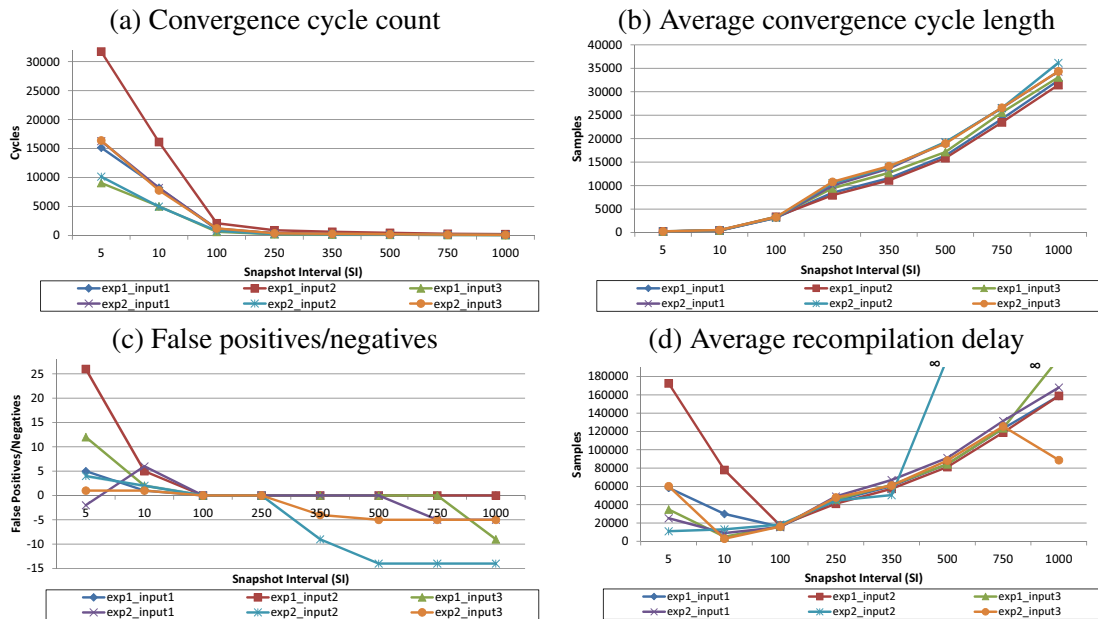 (a) Convergence cycle count
30000
25000
20000
15000
10000
5000
0
Cycles
5 10 100 250 350 500 750 1000
Snapshot Interval (SI)
exp1_input1 exp1_input2 exp1_input3
exp2_input1 exp2_input2 exp2_input3
(b) Average convergence cycle length
40000
35000
30000
25000
20000
15000
10000
5000
0
Samples
5 10 100 250 350 500 750 1000
Snapshot Interval (SI)
exp1_input1 exp1_input2 exp1_input3
exp2_input1 exp2_input2 exp2_input3
(c) False positives/negatives
25
20
15
10
5
0
-5
-10
-15
False Positives/Negatives
5 10 100 250 350 500 750 1000
Snapshot Interval (SI)
exp1_input1 exp1_input2 exp1_input3
exp2_input1 exp2_input2 exp2_input3
(d) Average recompilation delay
∞ ∞
180000
160000
140000
120000
100000
80000
60000
40000
20000
0
Samples
5 10 100 250 350 500 750 1000
Snapshot Interval (SI)
exp1_input1 exp1_input2 exp1_input3
exp2_input1 exp2_input2 exp2_input3